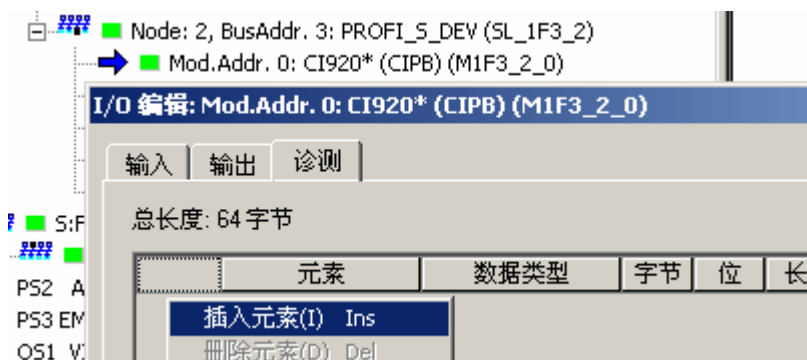 Node: 2, BusAddr. 3: PROFI_S_DEV (SL_1F3_2)
Mod.Addr. 0: CI920* (CIPB) (M1F3_2_0)
I/O 编辑: Mod.Addr. 0: CI920* (CIPB) (M1F3_2_0)
输入 输出 诊测
S:F 总长度: 64 字节
元素 数据类型 字节 位 长
PS2 A
插入元素(I) Ins
PS3 EM
删除元素(D) Del
OS1 V